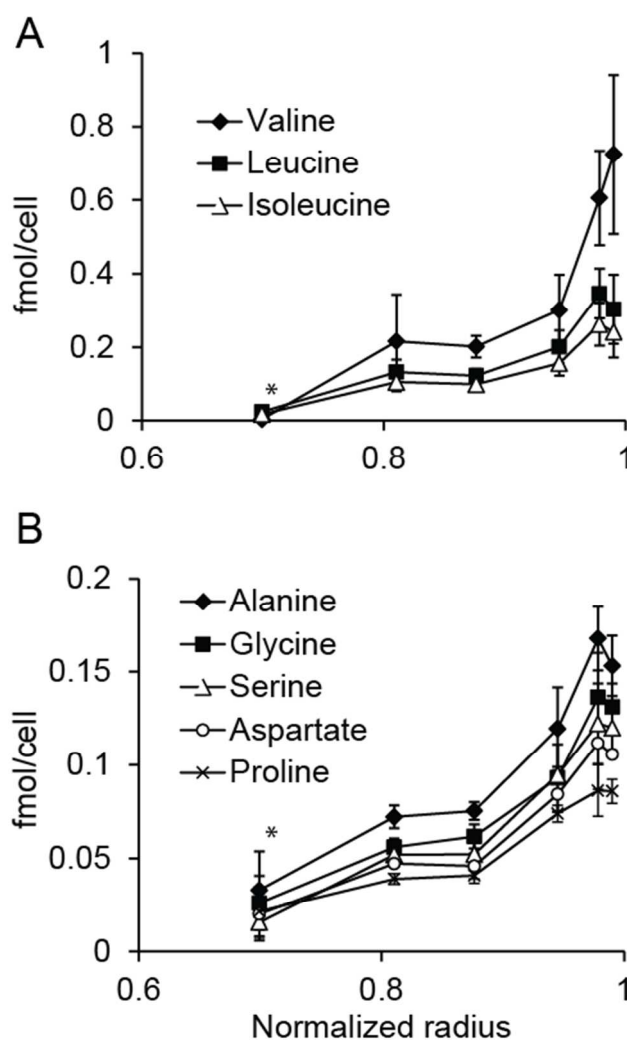 A
1
0.8
0.6
0.4
0.2
0
fmol/cell
Valine
Leucine
Isoleucine
*
0.6
0.8
1
B
0.2
0.15
0.1
0.05
0
fmol/cell
Alanine
Glycine
Serine
Aspartate
Proline
*
0.6
0.8
1
Normalized radius